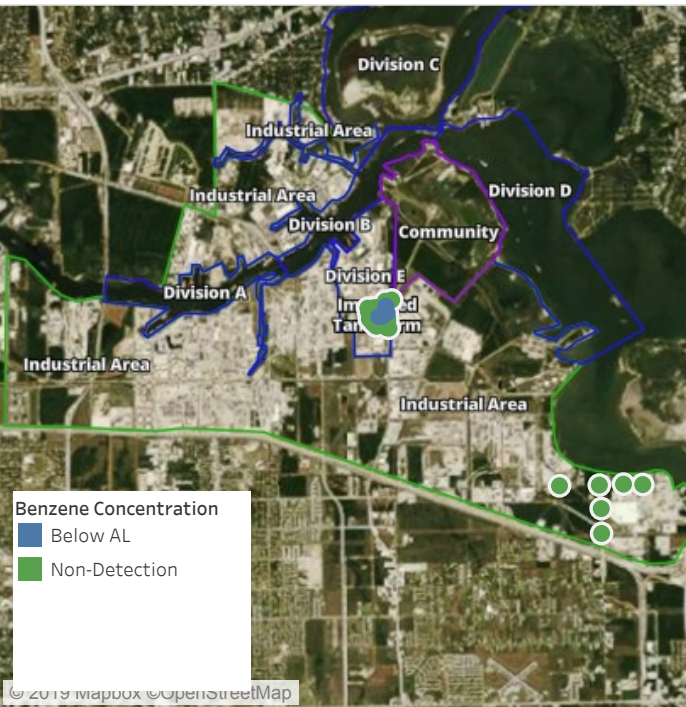 Division C
Industrial Area
Industrial Area
Division D
Division B
Community
Division E
Division A
Industrial Area
Industrial Area
Benzene Concentration
Below AL
Non-Detection
© 2019 Mapbox ©OpenStreetMap